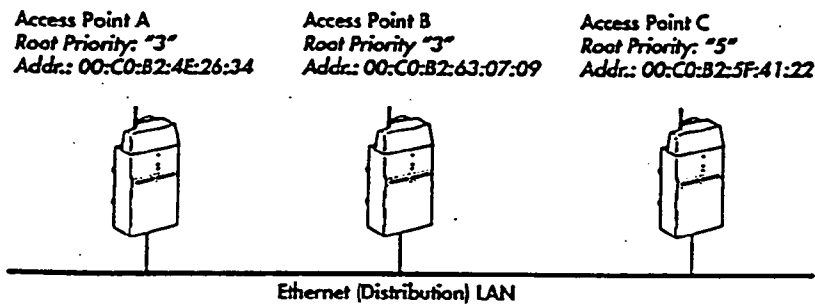 Access Point A
Root Priority: "3"
Addr.: 00:C0:B2:4E:26:34
Access Point B
Root Priority "3"
Addr.: 00:C0:B2:63:07:09
Access Point C
Root Priority: "5"
Addr.: 00:C0:B2:5F:41:22
Ethernet (Distribution) LAN